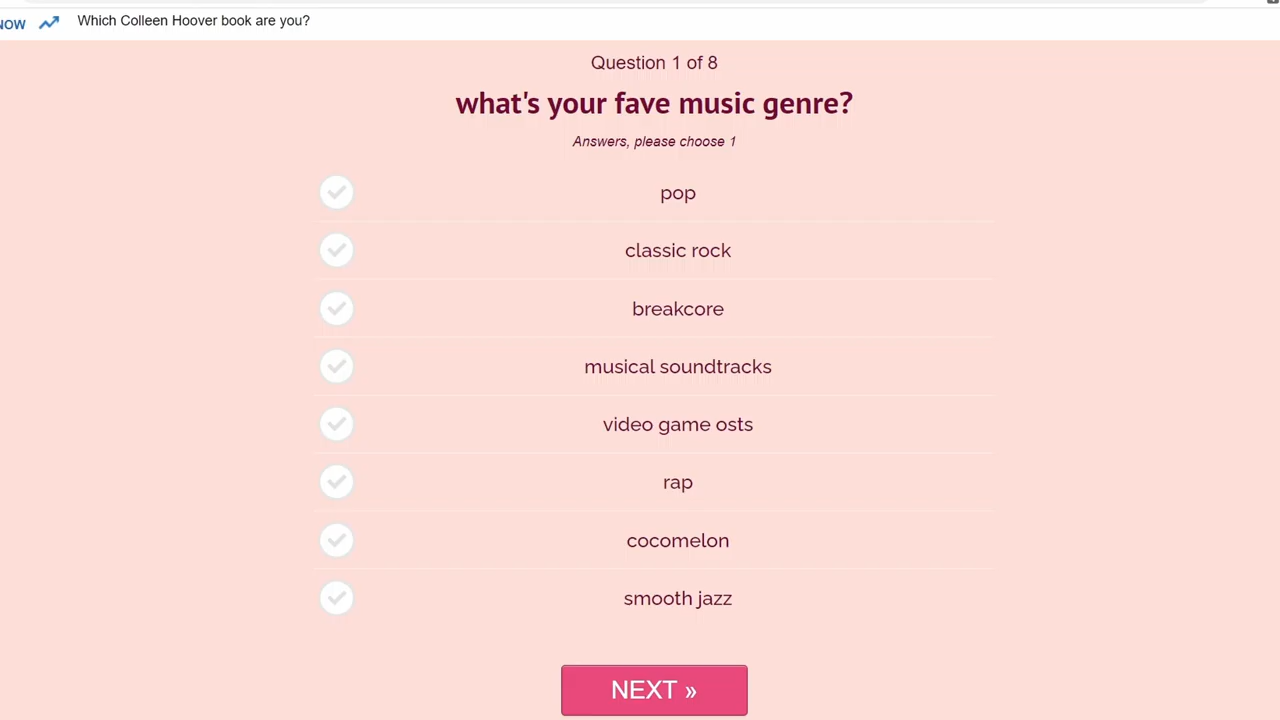 NOW
Which Colleen Hoover book are you?
Question 1 of 8
what's your fave music genre?
Answers, please choose 1
pop
classic rock
breakcore
musical soundtracks
video game osts
rap
cocomelon
smooth jazz
NEXT »